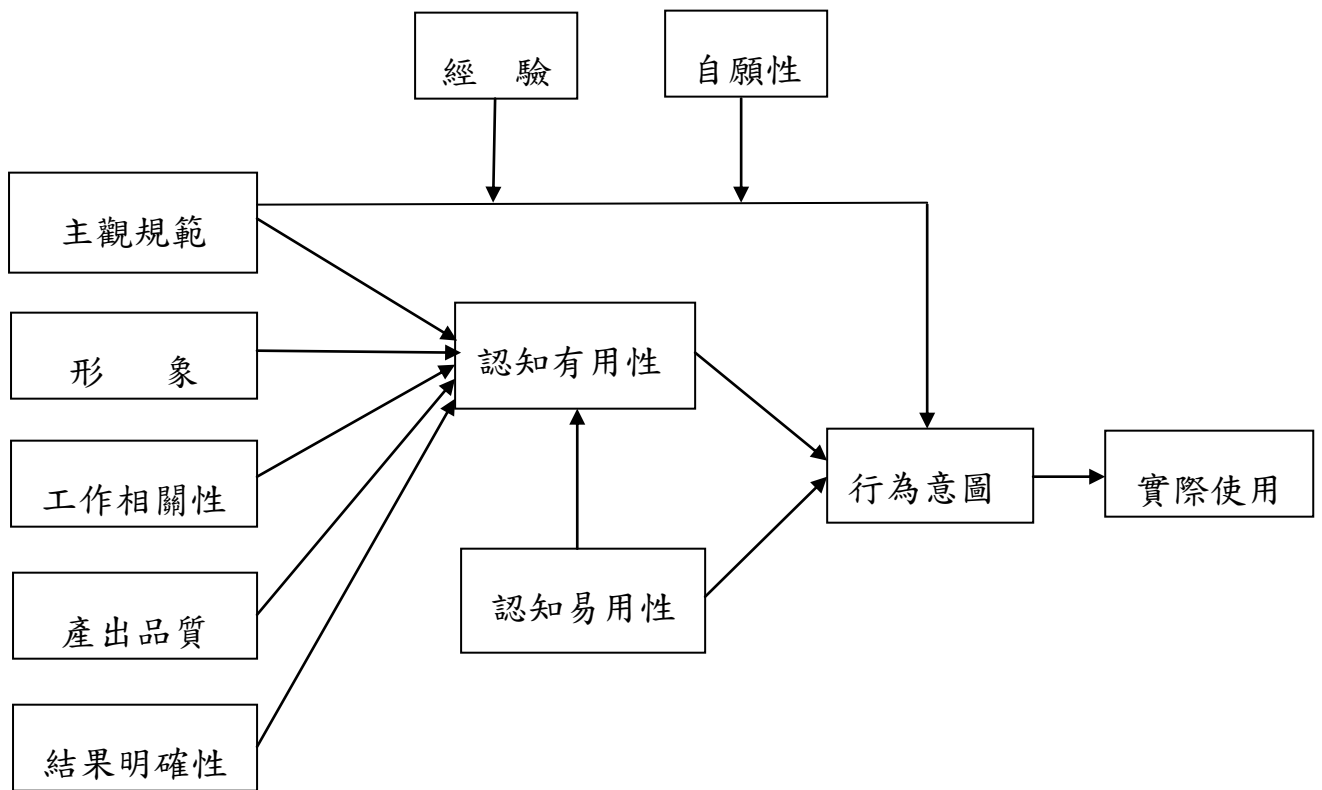 經　驗
自願性
主觀規範
形　象
認知有用性
工作相關性
行為意圖
實際使用
認知易用性
產出品質
結果明確性